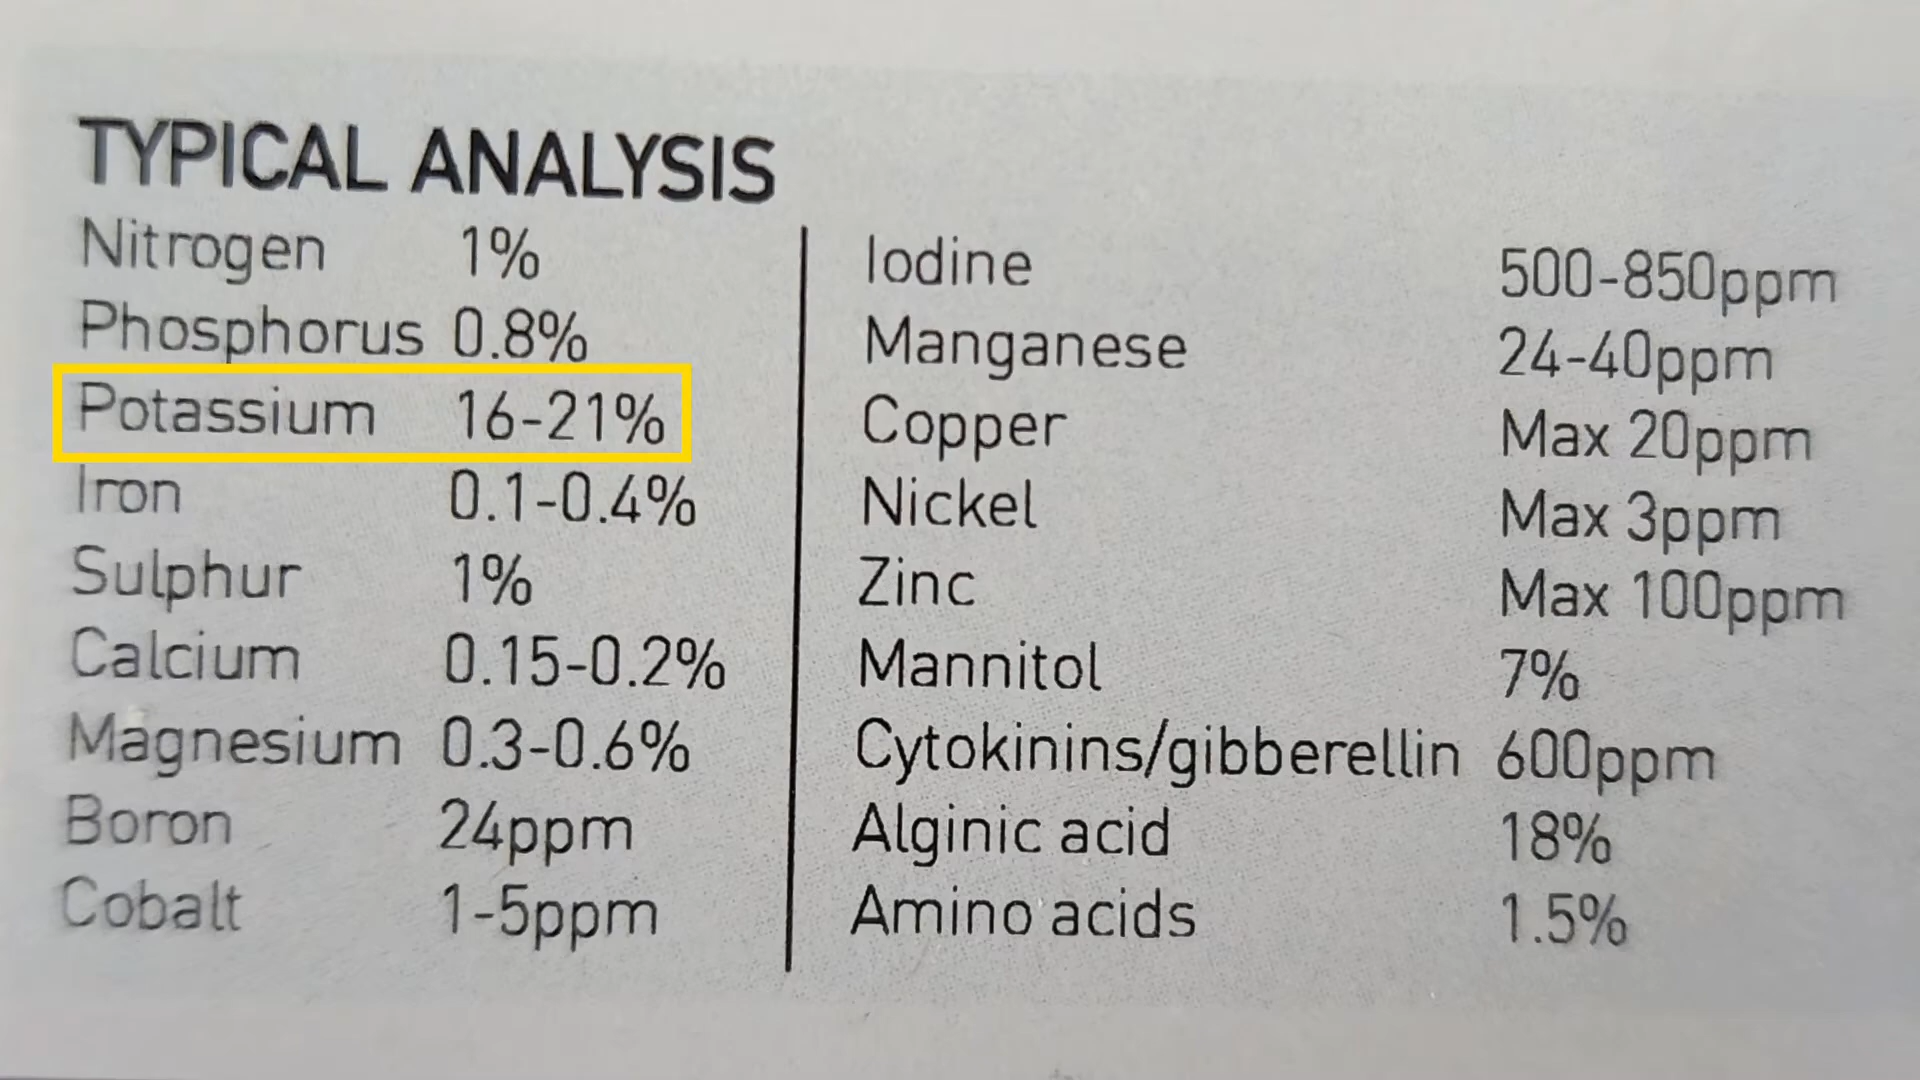 TYPICAL ANALYSIS
Nitrogen 1%
Phosphorus 0.8%
Potassium 16-21%
Iron 0.1-0.4%
Sulphur 1%
Calcium 0.15-0.2%
Magnesium 0.3-0.6%
Boron 24ppm
Cobalt 1-5ppm
Iodine 500-850ppm
Manganese 24-40ppm
Copper Max 20ppm
Nickel Max 3ppm
Zinc Max 100ppm
Mannitol 7%
Cytokinins/gibberellin 600ppm
Alginic acid 18%
Amino acids 1.5%